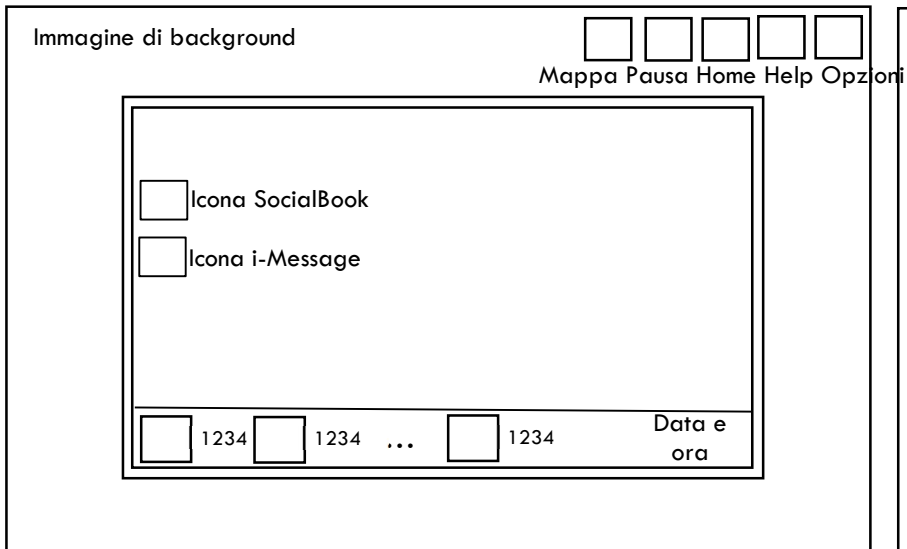 Immagine di background
Mappa Pausa Home Help Opzioni
Icona SocialBook
Icona i-Message
1234 1234 ... 1234
Data e
ora